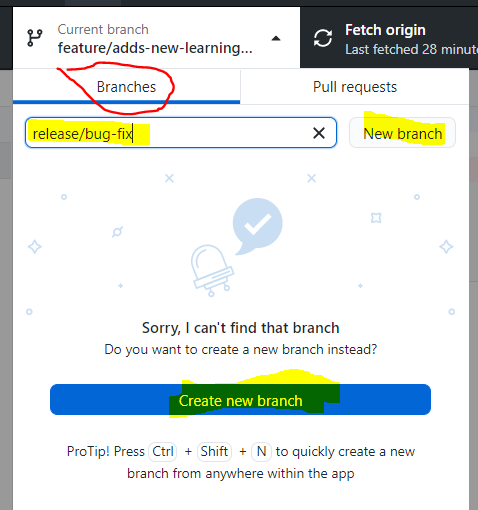 Current branch
feature/adds-new-learning...
Fetch origin
Last fetched 28 minut
Branches
Pull requests
release/bug-fix
New branch
Sorry, I can't find that branch
Do you want to create a new branch instead?
Create new branch
ProTip! Press Ctrl + Shift + N to quickly create a new
branch from anywhere within the app